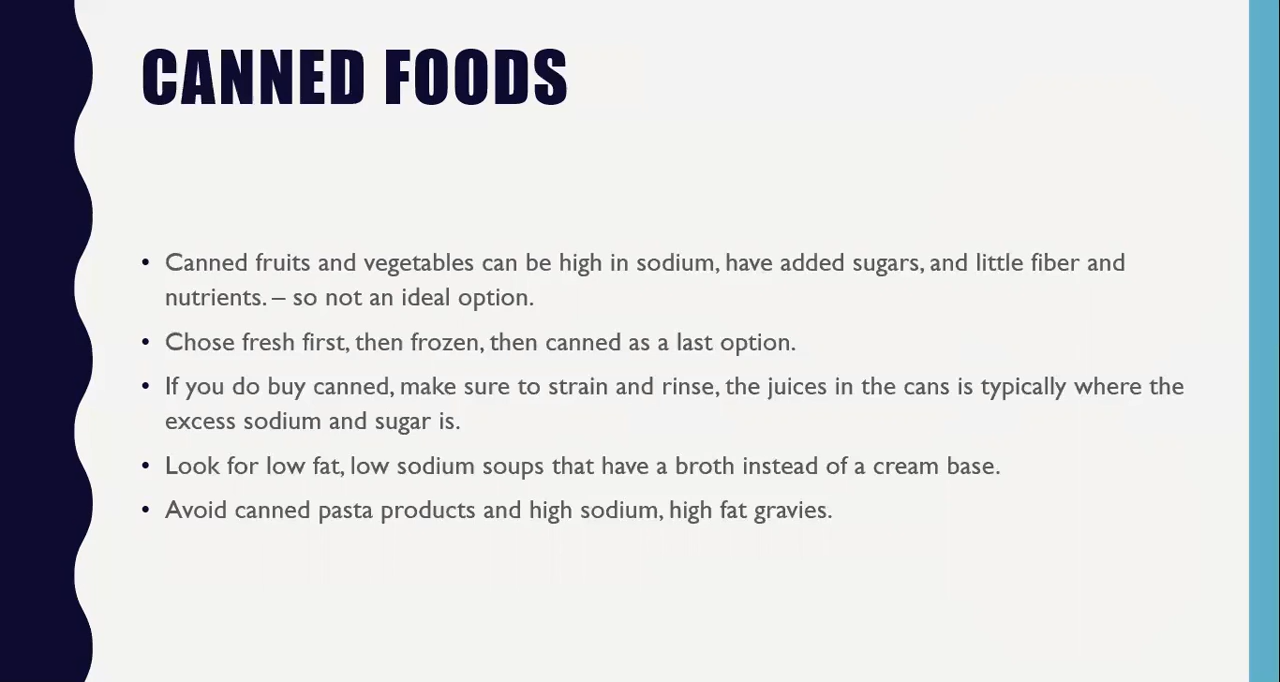 CANNED FOODS
• Canned fruits and vegetables can be high in sodium, have added sugars, and little fiber and
nutrients. – so not an ideal option.
• Chose fresh first, then frozen, then canned as a last option.
• If you do buy canned, make sure to strain and rinse, the juices in the cans is typically where the
excess sodium and sugar is.
• Look for low fat, low sodium soups that have a broth instead of a cream base.
• Avoid canned pasta products and high sodium, high fat gravies.